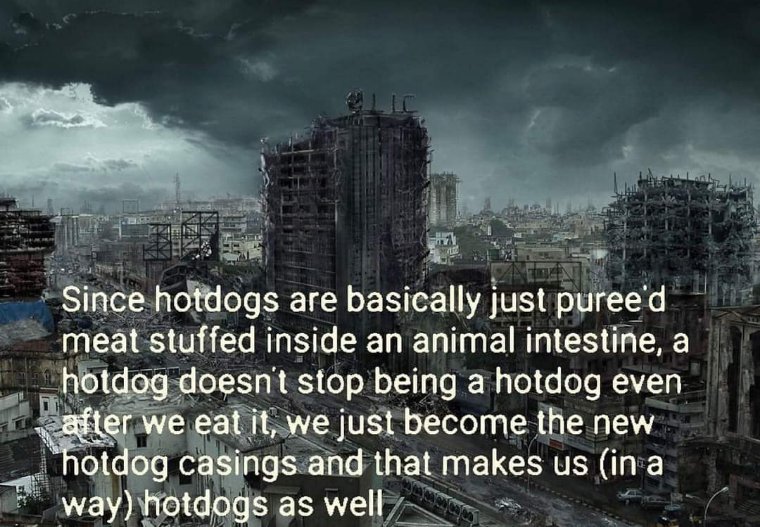 LIC
Since hotdogs are basically just puree'd
meat stuffed inside an animal intestine, a
hotdog doesn't stop being a hotdog even
after we eat it, we just become the new
hotdog casings and that makes us (in a
way) hotdogs as well